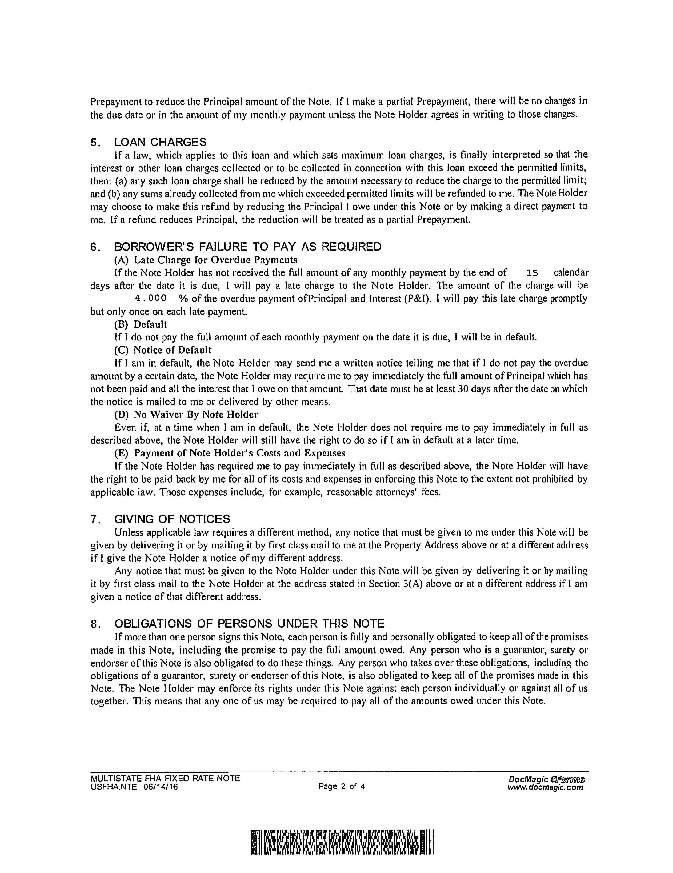 Prepayment to reduce the Principal amount of the Note. If I make a partial Prepayment, there will be no changes in
the due date or in the amount of my monthly payment unless the Note Holder agrees in writing to those changes.
5. LOAN CHARGES
If a law, which applies to this loan and which sets maximum loan charges, is finally interpreted so that the
interest or other loan charges collected or to be collected in connection with this loan exceed the permitted limits,
then: (a) any such loan charge shall be reduced by the amount necessary to reduce the charge to the permitted limit;
and (b) any sums already collected from me which exceeded permitted limits will be refunded to me. The Note Holder
may choose to make this refund by reducing the Principal I owe under this Note or by making a direct payment to
me. If a refund reduces Principal, the reduction will be treated as a partial Prepayment.
6. BORROWER'S FAILURE TO PAY AS REQUIRED
(A) Late Charge for Overdue Payments
If the Note Holder has not received the full amount of any monthly payment by the end of 15 calendar
days after the date it is due, I will pay a late charge to the Note Holder. The amount of the charge will be
4.000 % of the overdue payment of Principal and Interest (P&I). I will pay this late charge promptly
but only once on each late payment.
(B) Default
If I do not pay the full amount of each monthly payment on the date it is due, I will be in default.
(C) Notice of Default
If I am in default, the Note Holder may send me a written notice telling me that if I do not pay the overdue
amount by a certain date, the Note Holder may require me to pay immediately the full amount of Principal which has
not been paid and all the interest that I owe on that amount. That date must be at least 30 days after the date on which
the notice is mailed to me or delivered by other means.
(D) No Waiver By Note Holder
Even if, at a time when I am in default, the Note Holder does not require me to pay immediately in full as
described above, the Note Holder will still have the right to do so if I am in default at a later time.
(E) Payment of Note Holder's Costs and Expenses
If the Note Holder has required me to pay immediately in full as described above, the Note Holder will have
the right to be paid back by me for all of its costs and expenses in enforcing this Note to the extent not prohibited by
applicable law. Those expenses include, for example, reasonable attorneys' fees.
7. GIVING OF NOTICES
Unless applicable law requires a different method, any notice that must be given to me under this Note will be
given by delivering it or by mailing it by first class mail to me at the Property Address above or at a different address
if I give the Note Holder a notice of my different address.
Any notice that must be given to the Note Holder under this Note will be given by delivering it or by mailing
it by first class mail to the Note Holder at the address stated in Section 3(A) above or at a different address if I am
given a notice of that different address.
8. OBLIGATIONS OF PERSONS UNDER THIS NOTE
If more than one person signs this Note, each person is fully and personally obligated to keep all of the promises
made in this Note, including the promise to pay the full amount owed. Any person who is a guarantor, surety or
endorser of this Note is also obligated to do these things. Any person who takes over these obligations, including the
obligations of a guarantor, surety or endorser of this Note, is also obligated to keep all of the promises made in this
Note. The Note Holder may enforce its rights under this Note against each person individually or against all of us
together. This means that any one of us may be required to pay all of the amounts owed under this Note.
MULTISTATE FHA FIXED RATE NOTE
USFHA.NTE 06/14/16
Page 2 of 4
DocMagic
www.docmagic.com